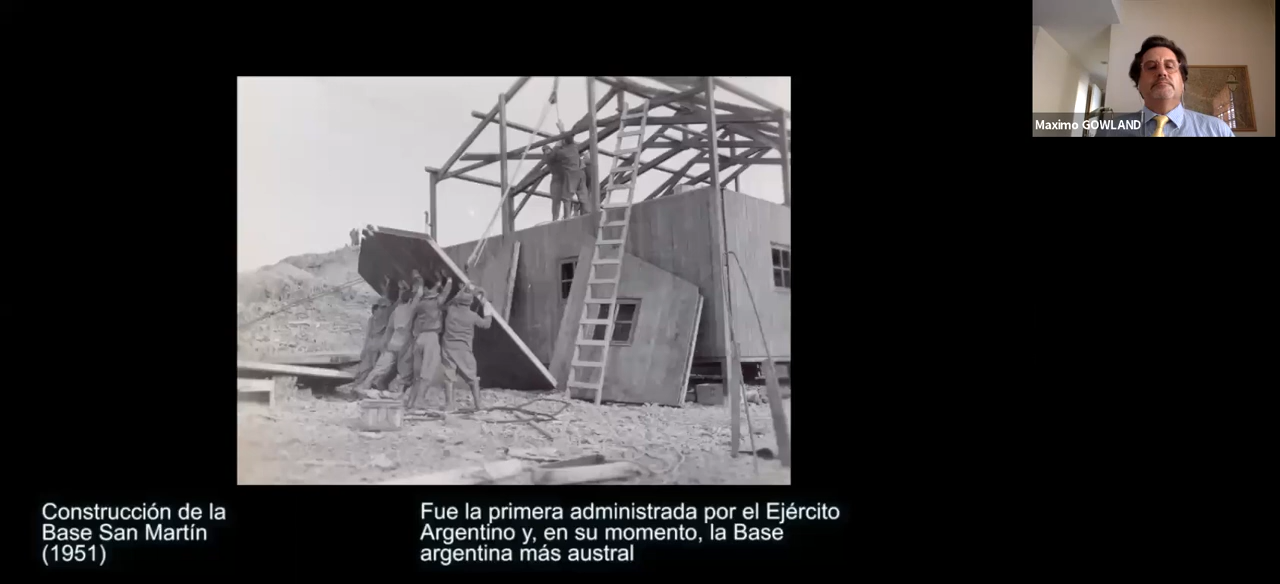 Maximo GOWLAND
Construcción de la
Base San Martín
(1951)
Fue la primera administrada por el Ejército
Argentino y, en su momento, la Base
argentina más austral